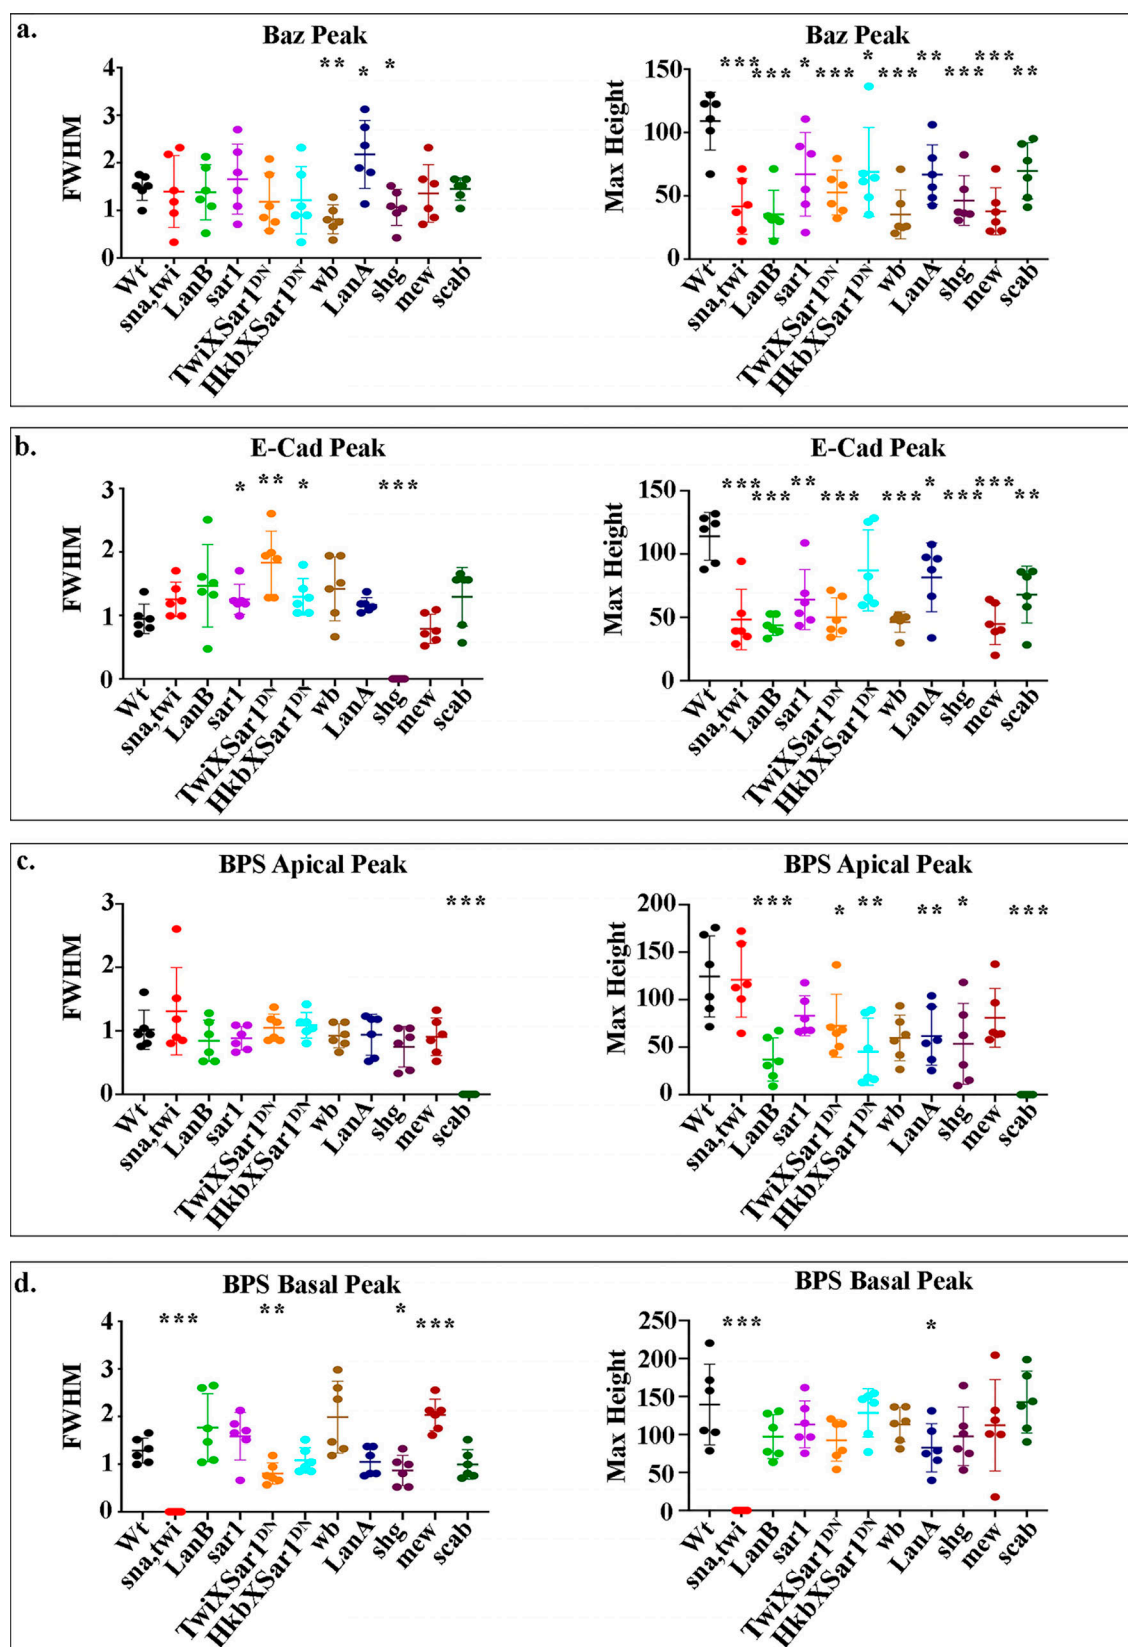 a.
Baz Peak
FWHM
** * *
4
3
2
1
0
Wt
sna,twi
LanB
sar1
TwiXSar1DN
HkbXSar1DN
wb
LanA
shg
mew
scab
Baz Peak
Max Height
*** *** * *** * *** ** *** *** **
150
100
50
0
Wt
sna,twi
LanB
sar1
TwiXSar1DN
HkbXSar1DN
wb
LanA
shg
mew
scab
b.
E-Cad Peak
FWHM
* ** * ***
3
2
1
0
Wt
sna,twi
LanB
sar1
TwiXSar1DN
HkbXSar1DN
wb
LanA
shg
mew
scab
E-Cad Peak
Max Height
*** *** ** *** *** * *** *** **
150
100
50
0
Wt
sna,twi
LanB
sar1
TwiXSar1DN
HkbXSar1DN
wb
LanA
shg
mew
scab
c.
BPS Apical Peak
FWHM
***
3
2
1
0
Wt
sna,twi
LanB
sar1
TwiXSar1DN
HkbXSar1DN
wb
LanA
shg
mew
scab
BPS Apical Peak
Max Height
*** * ** ** * ***
200
150
100
50
0
Wt
sna,twi
LanB
sar1
TwiXSar1DN
HkbXSar1DN
wb
LanA
shg
mew
scab
d.
BPS Basal Peak
FWHM
*** ** * ***
4
3
2
1
0
Wt
sna,twi
LanB
sar1
TwiXSar1DN
HkbXSar1DN
wb
LanA
shg
mew
scab
BPS Basal Peak
Max Height
*** *
250
200
150
100
50
0
Wt
sna,twi
LanB
sar1
TwiXSar1DN
HkbXSar1DN
wb
LanA
shg
mew
scab